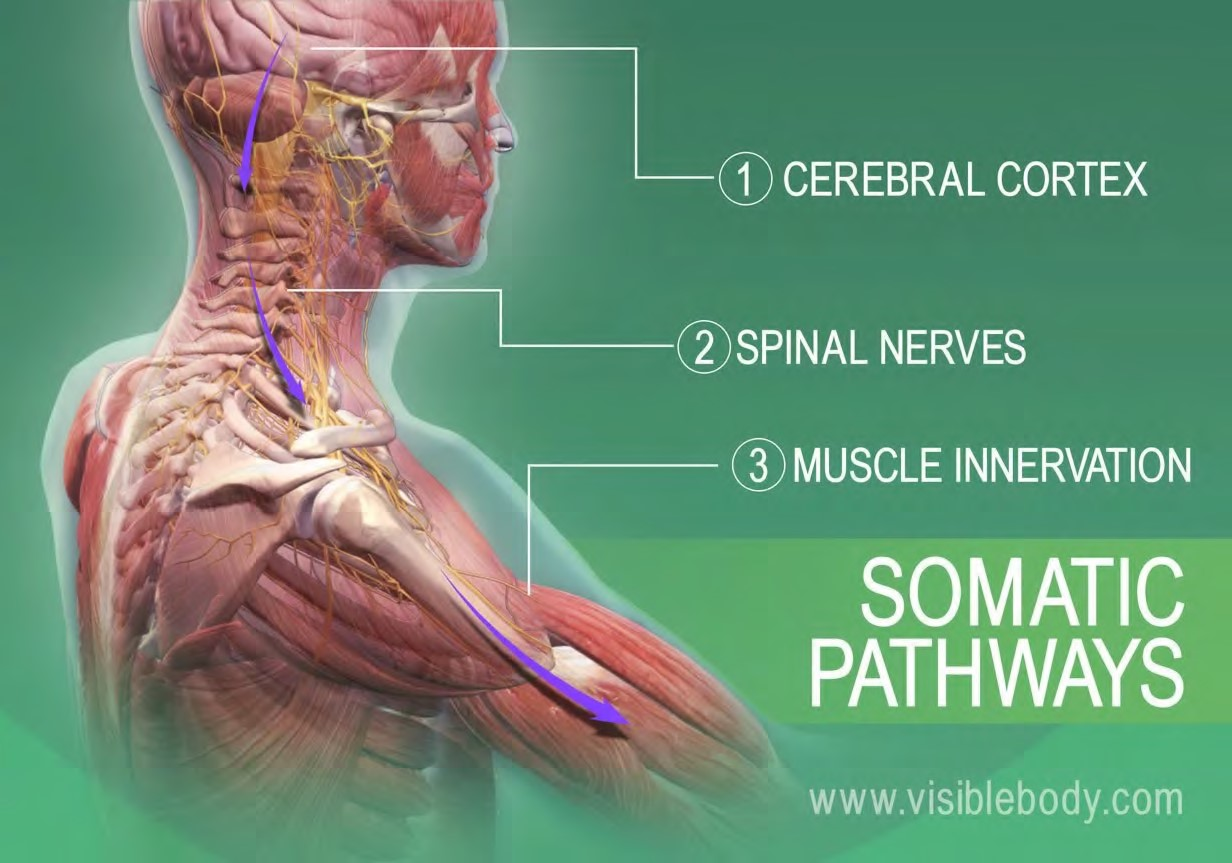 1 CEREBRAL CORTEX
2 SPINAL NERVES
3 MUSCLE INNERVATION
SOMATIC
PATHWAYS
www.visiblebody.com